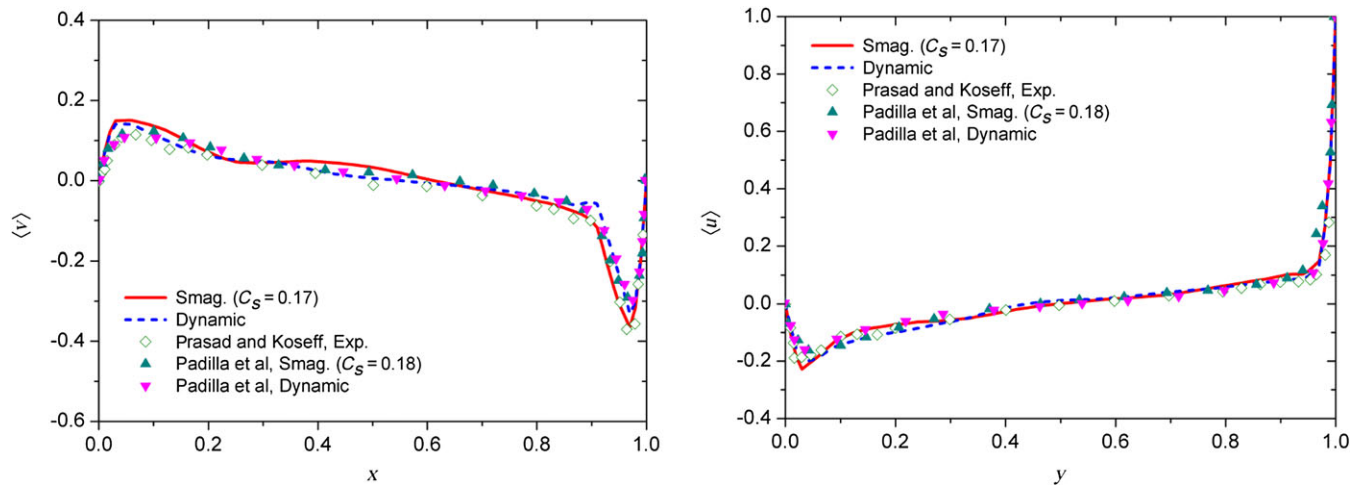 0.4
0.2
0.0
-0.2
-0.4
-0.6
⟨v⟩
Smag. (Cs = 0.17)
Dynamic
Prasad and Koseff, Exp.
Padilla et al, Smag. (Cs = 0.18)
Padilla et al, Dynamic
0.0 0.2 0.4 0.6 0.8 1.0
x
1.0
0.8
0.6
0.4
0.2
0.0
-0.2
-0.4
⟨u⟩
Smag. (Cs = 0.17)
Dynamic
Prasad and Koseff, Exp.
Padilla et al, Smag. (Cs = 0.18)
Padilla et al, Dynamic
0.0 0.2 0.4 0.6 0.8 1.0
y